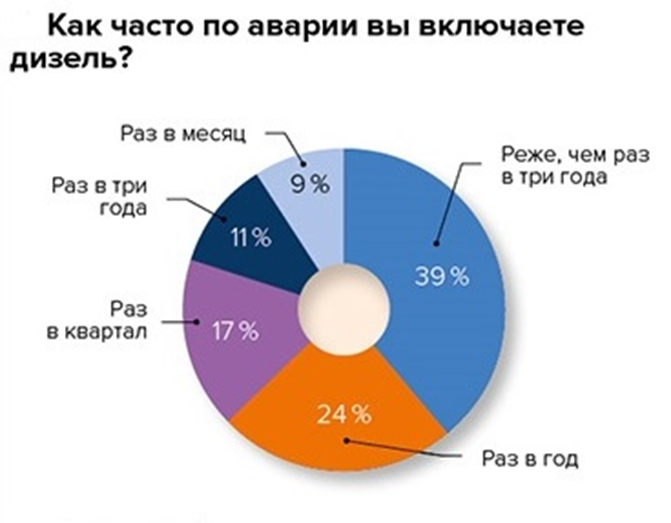 Как часто по аварии вы включаете
дизель?
Раз в месяц
9 %
Реже, чем раз
в три года
39 %
Раз в три
года
11 %
Раз
в квартал
17 %
24 %
Раз в год